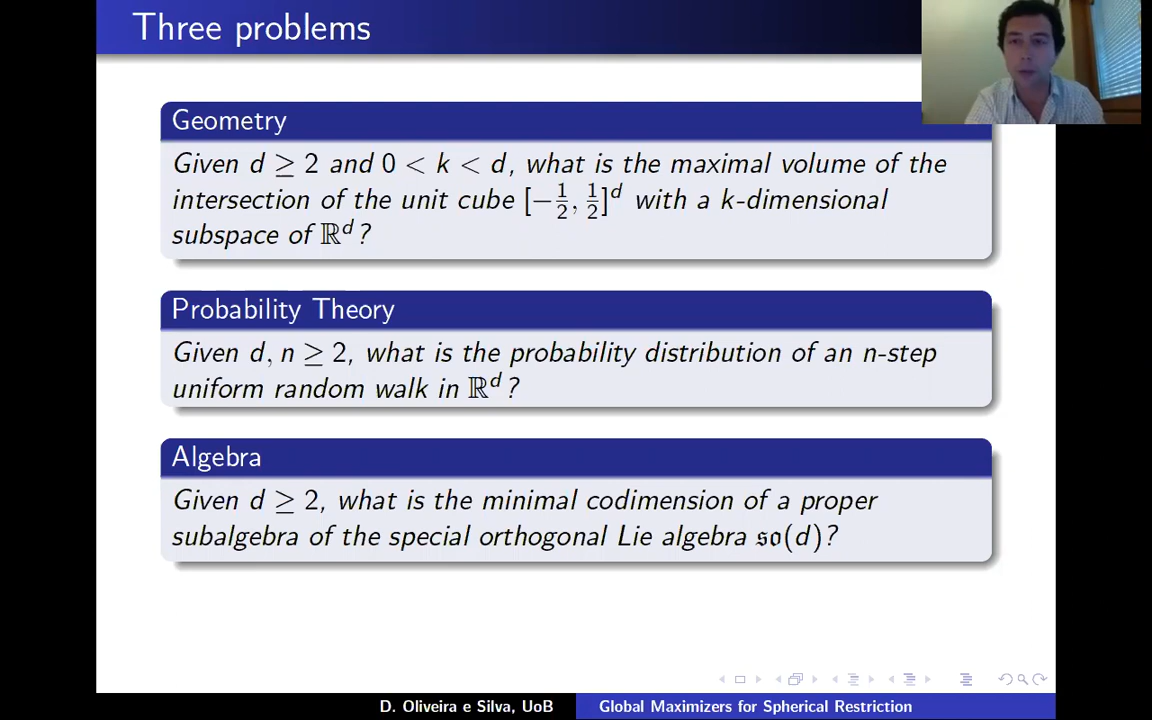 Three problems
Geometry
Given d ≥ 2 and 0 < k < d, what is the maximal volume of the
intersection of the unit cube [−1/2, 1/2]^d with a k-dimensional
subspace of ℝ^d?
Probability Theory
Given d, n ≥ 2, what is the probability distribution of an n-step
uniform random walk in ℝ^d?
Algebra
Given d ≥ 2, what is the minimal codimension of a proper
subalgebra of the special orthogonal Lie algebra 𝔰𝔬(d)?
D. Oliveira e Silva, UoB Global Maximizers for Spherical Restriction